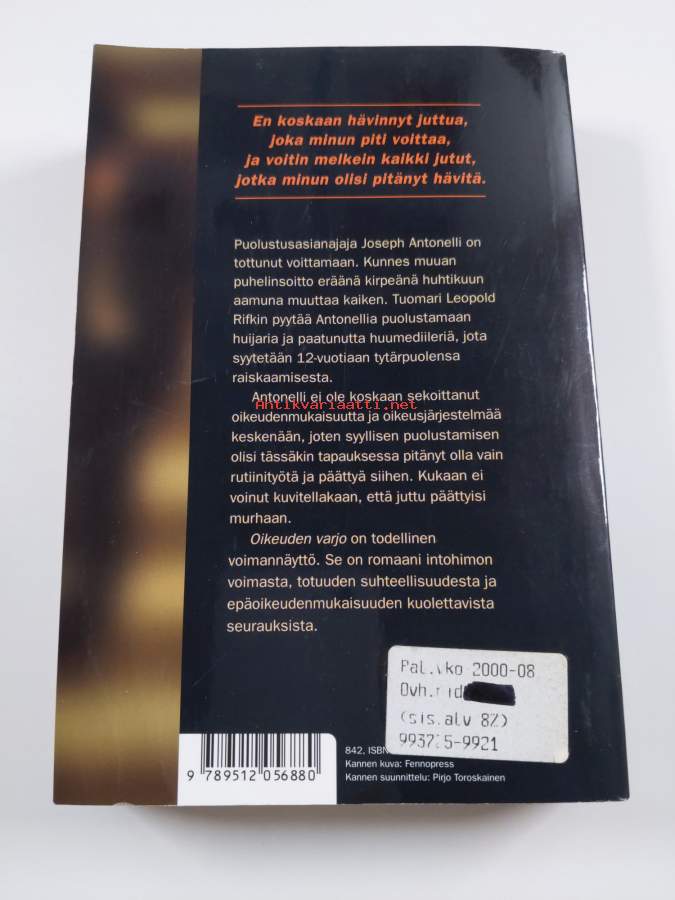 En koskaan hävinnyt juttua,
joka minun piti voittaa,
ja voitin melkein kaikki jutut,
jotka minun olisi pitänyt hävitä.
Puolustusasianajaja Joseph Antonelli on
tottunut voittamaan. Kunnes muuan
puhelinsoitto eräänä kirpeänä huhtikuun
aamuna muuttaa kaiken. Tuomari Leopold
Rifkin pyytää Antonellia puolustamaan
huijaria ja paatunutta huumediileriä, jota
syytetään 12-vuotiaan tytärpuolensa
raiskaamisesta.
Antonelli ei ole koskaan sekoittanut
Antikvariaatti.net
oikeudenmukaisuutta ja oikeusjärjestelmää
keskenään, joten syyllisen puolustamisen
olisi tässäkin tapauksessa pitänyt olla vain
rutiinityötä ja päättyä siihen. Kukaan ei
voinut kuvitellakaan, että juttu päättyisi
murhaan.
Oikeuden varjo on todellinen
voimannäyttö. Se on romaani intohimon
voimasta, totuuden suhteellisuudesta ja
epäoikeudenmukaisuuden kuolettavista
seurauksista.
Pal.vko 2000-08
(sis.alv 8%)
842, ISBN
Kannen kuva: Fennopress
Kannen suunnittelu: Pirjo Toroskainen
9 789512 056880